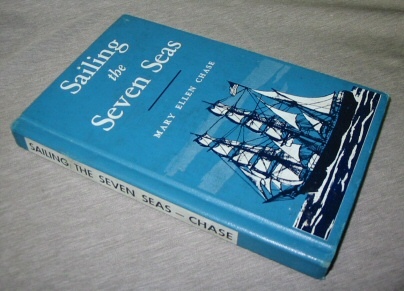 Sailing
the
Seven Seas
MARY ELLEN CHASE
SAILING THE SEVEN SEAS — CHASE